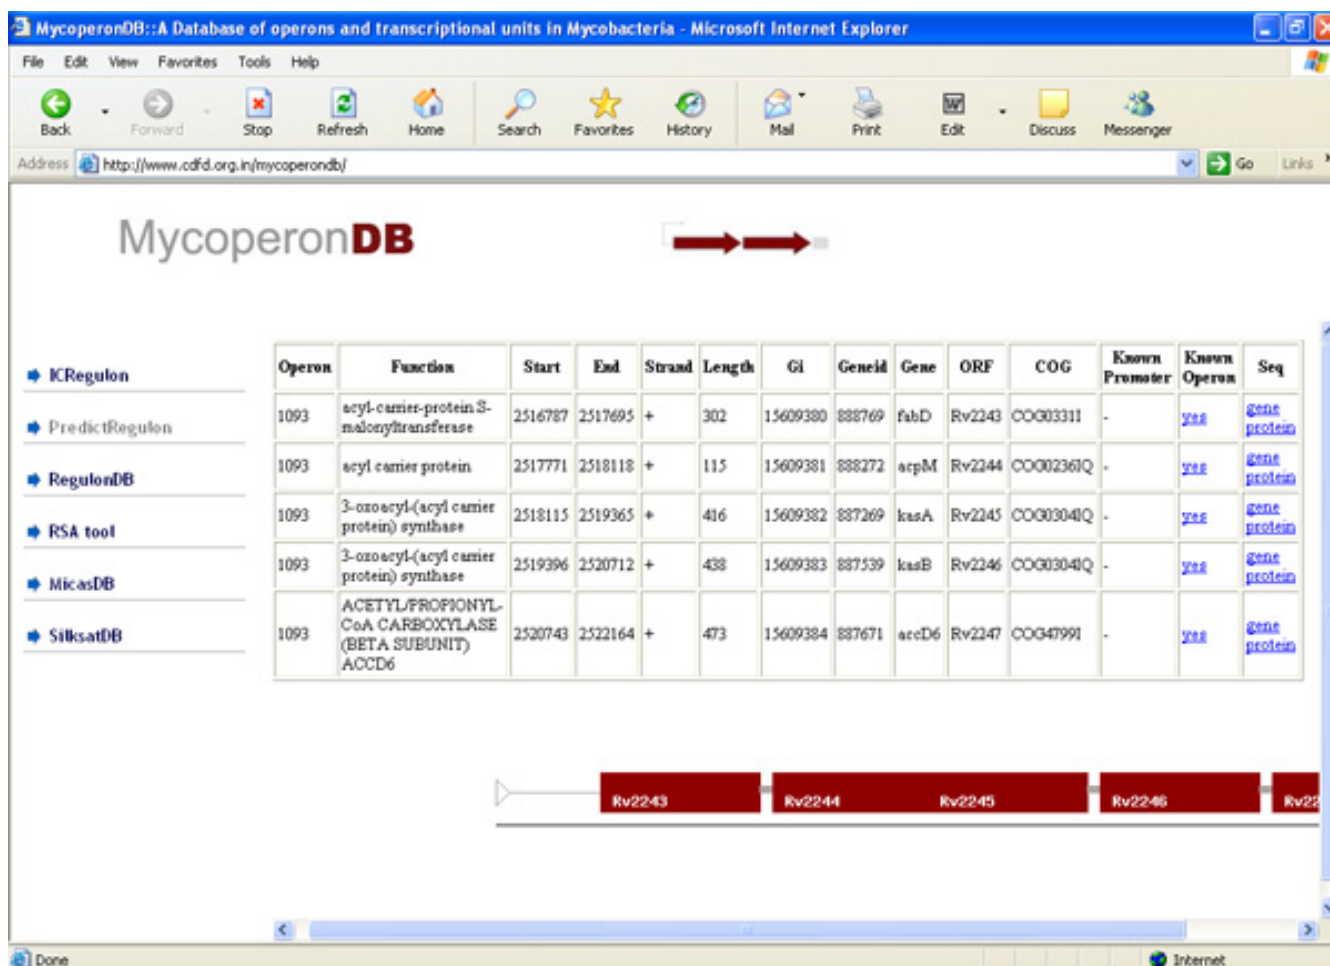 MycoperonDB::A Database of operons and transcriptional units in Mycobacteria - Microsoft Internet Explorer
File Edit View Favorites Tools Help
Back Forward Stop Refresh Home Search Favorites History Mail Print Edit Discuss Messenger
Address http://www.cdfd.org.in/mycoperondb/ Go Links
MycoperonDB
ICRegulon
PredictRegulon
RegulonDB
RSA tool
MicasDB
SilksatDB
Operon Function Start End Strand Length Gi Geneid Gene ORF COG Known Promoter Known Operon Seq
1093 acyl-carrier-protein S-malonyltransferase 2516787 2517695 + 302 15609380 888769 fabD Rv2243 COG0331I - yes gene protein
1093 acyl carrier protein 2517771 2518118 + 115 15609381 888272 acpM Rv2244 COG0236IQ - yes gene protein
1093 3-oxoacyl-(acyl carrier protein) synthase 2518115 2519365 + 416 15609382 887269 kasA Rv2245 COG0304IQ - yes gene protein
1093 3-oxoacyl-(acyl carrier protein) synthase 2519396 2520712 + 438 15609383 887539 kasB Rv2246 COG0304IQ - yes gene protein
1093 ACETYL/PROPIONYL-CoA CARBOXYLASE (BETA SUBUNIT) ACCD6 2520743 2522164 + 473 15609384 887671 accD6 Rv2247 COG4799I - yes gene protein
Rv2243 Rv2244 Rv2245 Rv2246 Rv22
Done Internet